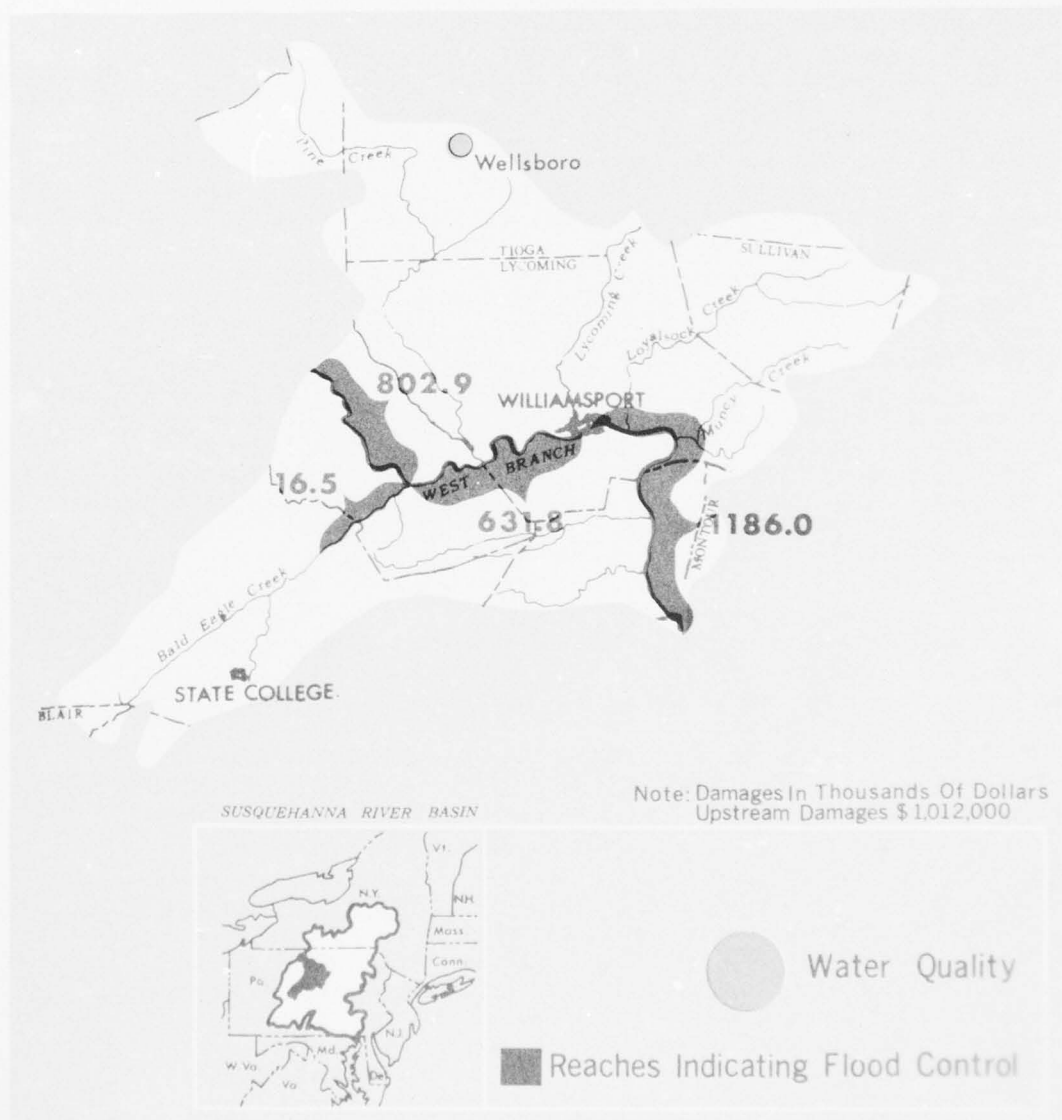 Pine Creek
Wellsboro
TIOGA
LYCOMING
SULLIVAN
Lycoming Creek
Loyalsock Creek
Muncy Creek
802.9
WILLIAMSPORT
16.5
WEST BRANCH
631.8
1186.0
MONTOUR
Bald Eagle Creek
STATE COLLEGE.
BLAIR
Note: Damages In Thousands Of Dollars
Upstream Damages $1,012,000
SUSQUEHANNA RIVER BASIN
Vt.
N.Y.
N.H.
Mass.
Conn.
Pa.
N.J.
Md.
W. Va.
Va.
Water Quality
Reaches Indicating Flood Control